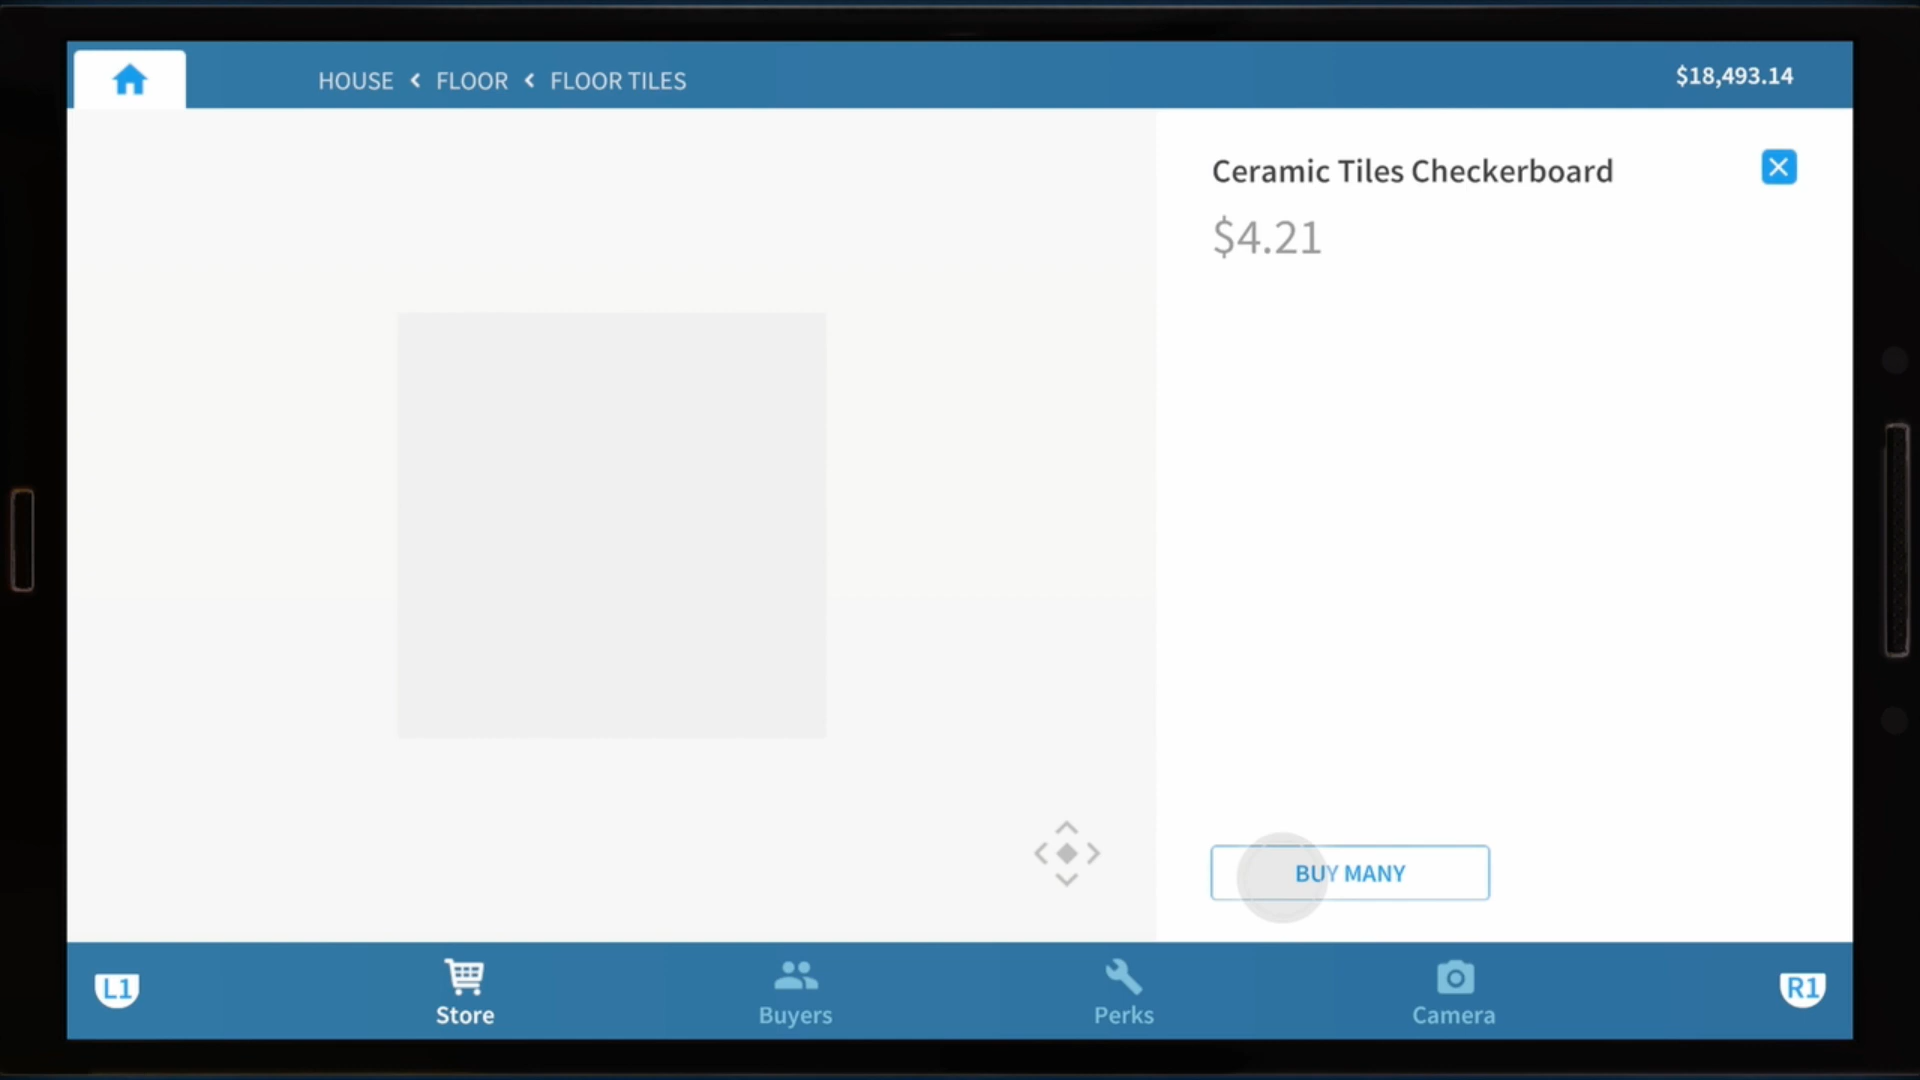 HOUSE < FLOOR < FLOOR TILES
$18,493.14
Ceramic Tiles Checkerboard
$4.21
BUY MANY
L1
Store
Buyers
Perks
Camera
R1